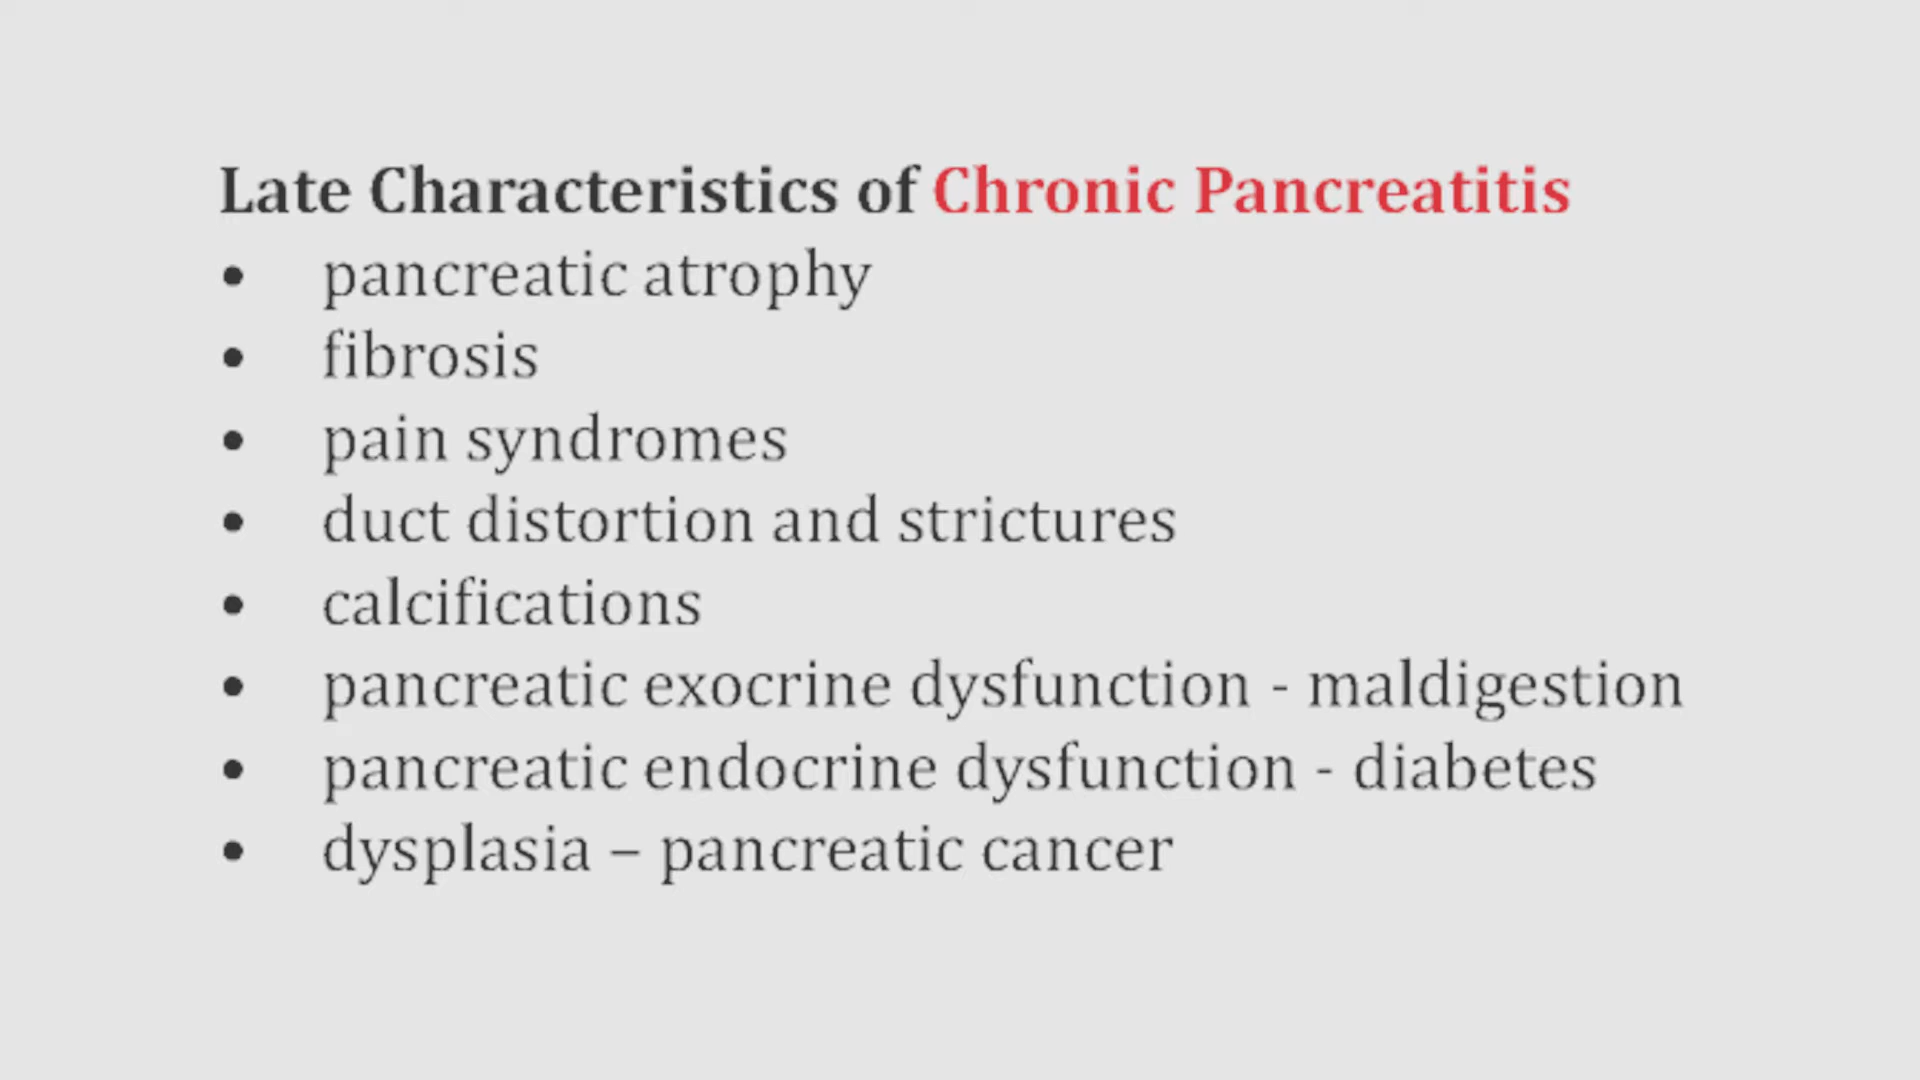 Late Characteristics of Chronic Pancreatitis
• pancreatic atrophy
• fibrosis
• pain syndromes
• duct distortion and strictures
• calcifications
• pancreatic exocrine dysfunction - maldigestion
• pancreatic endocrine dysfunction - diabetes
• dysplasia – pancreatic cancer